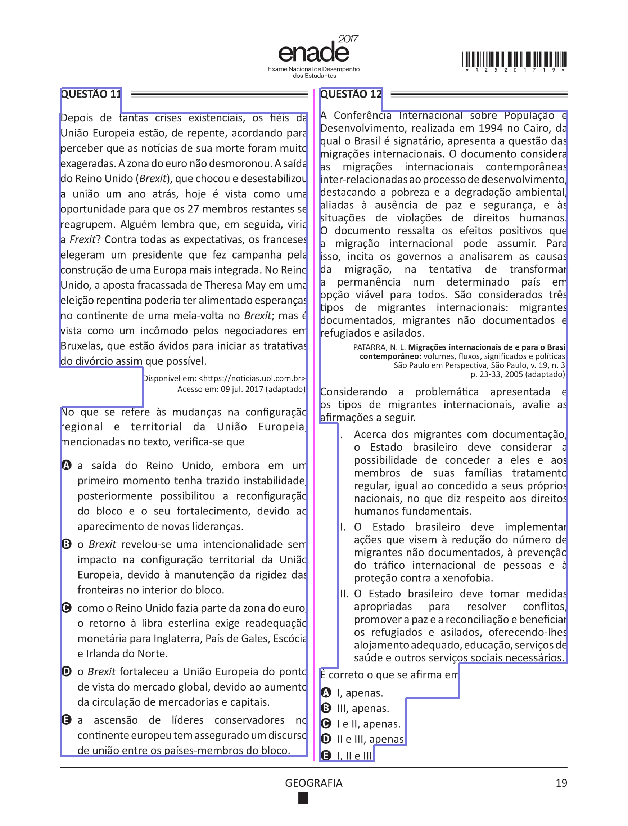 enade 2017
Exame Nacional de Desempenho
dos Estudantes
*R2520171 9*
QUESTÃO 11
Depois de tantas crises existenciais, os fiéis da
União Europeia estão, de repente, acordando para
perceber que as notícias de sua morte foram muito
exageradas. A zona do euro não desmoronou. A saída
do Reino Unido (Brexit), que chocou e desestabilizou
a união um ano atrás, hoje é vista como uma
oportunidade para que os 27 membros restantes se
reagrupem. Alguém lembra que, em seguida, viria
a Frexit? Contra todas as expectativas, os franceses
elegeram um presidente que fez campanha pela
construção de uma Europa mais integrada. No Reino
Unido, a aposta fracassada de Theresa May em uma
eleição repentina poderia ter alimentado esperanças
no continente de uma meia-volta no Brexit; mas é
vista como um incômodo pelos negociadores em
Bruxelas, que estão ávidos para iniciar as tratativas
do divórcio assim que possível.
Disponível em: <https://noticias.uol.com.br>
Acesso em: 09 jul. 2017 (adaptado)
No que se refere às mudanças na configuração
regional e territorial da União Europeia,
mencionadas no texto, verifica-se que
A a saída do Reino Unido, embora em um
primeiro momento tenha trazido instabilidade,
posteriormente possibilitou a reconfiguração
do bloco e o seu fortalecimento, devido ao
aparecimento de novas lideranças.
B o Brexit revelou-se uma intencionalidade sem
impacto na configuração territorial da União
Europeia, devido à manutenção da rigidez das
fronteiras no interior do bloco.
C como o Reino Unido fazia parte da zona do euro,
o retorno à libra esterlina exige readequação
monetária para Inglaterra, País de Gales, Escócia
e Irlanda do Norte.
D o Brexit fortaleceu a União Europeia do ponto
de vista do mercado global, devido ao aumento
da circulação de mercadorias e capitais.
E a ascensão de líderes conservadores no
continente europeu tem assegurado um discurso
de união entre os países-membros do bloco.
QUESTÃO 12
A Conferência Internacional sobre População e
Desenvolvimento, realizada em 1994 no Cairo, da
qual o Brasil é signatário, apresenta a questão das
migrações internacionais. O documento considera
as migrações internacionais contemporâneas
inter-relacionadas ao processo de desenvolvimento,
destacando a pobreza e a degradação ambiental,
aliadas à ausência de paz e segurança, e às
situações de violações de direitos humanos.
O documento ressalta os efeitos positivos que
a migração internacional pode assumir. Para
isso, incita os governos a analisarem as causas
da migração, na tentativa de transformar
a permanência num determinado país em
opção viável para todos. São considerados três
tipos de migrantes internacionais: migrantes
documentados, migrantes não documentados e
refugiados e asilados.
PATARRA, N. L. Migrações internacionais de e para o Brasil
contemporâneo: volumes, fluxos, significados e políticas
São Paulo em Perspectiva, São Paulo, v. 19, n. 3
p. 23-33, 2005 (adaptado)
Considerando a problemática apresentada e
os tipos de migrantes internacionais, avalie as
afirmações a seguir.
I. Acerca dos migrantes com documentação,
o Estado brasileiro deve considerar a
possibilidade de conceder a eles e aos
membros de suas famílias tratamento
regular, igual ao concedido a seus próprios
nacionais, no que diz respeito aos direitos
humanos fundamentais.
II. O Estado brasileiro deve implementar
ações que visem à redução do número de
migrantes não documentados, à prevenção
do tráfico internacional de pessoas e à
proteção contra a xenofobia.
III. O Estado brasileiro deve tomar medidas
apropriadas para resolver conflitos,
promover a paz e a reconciliação e beneficiar
os refugiados e asilados, oferecendo-lhes
alojamento adequado, educação, serviços de
saúde e outros serviços sociais necessários.
É correto o que se afirma em
A I, apenas.
B III, apenas.
C I e II, apenas.
D II e III, apenas
E I, II e III
GEOGRAFIA
19